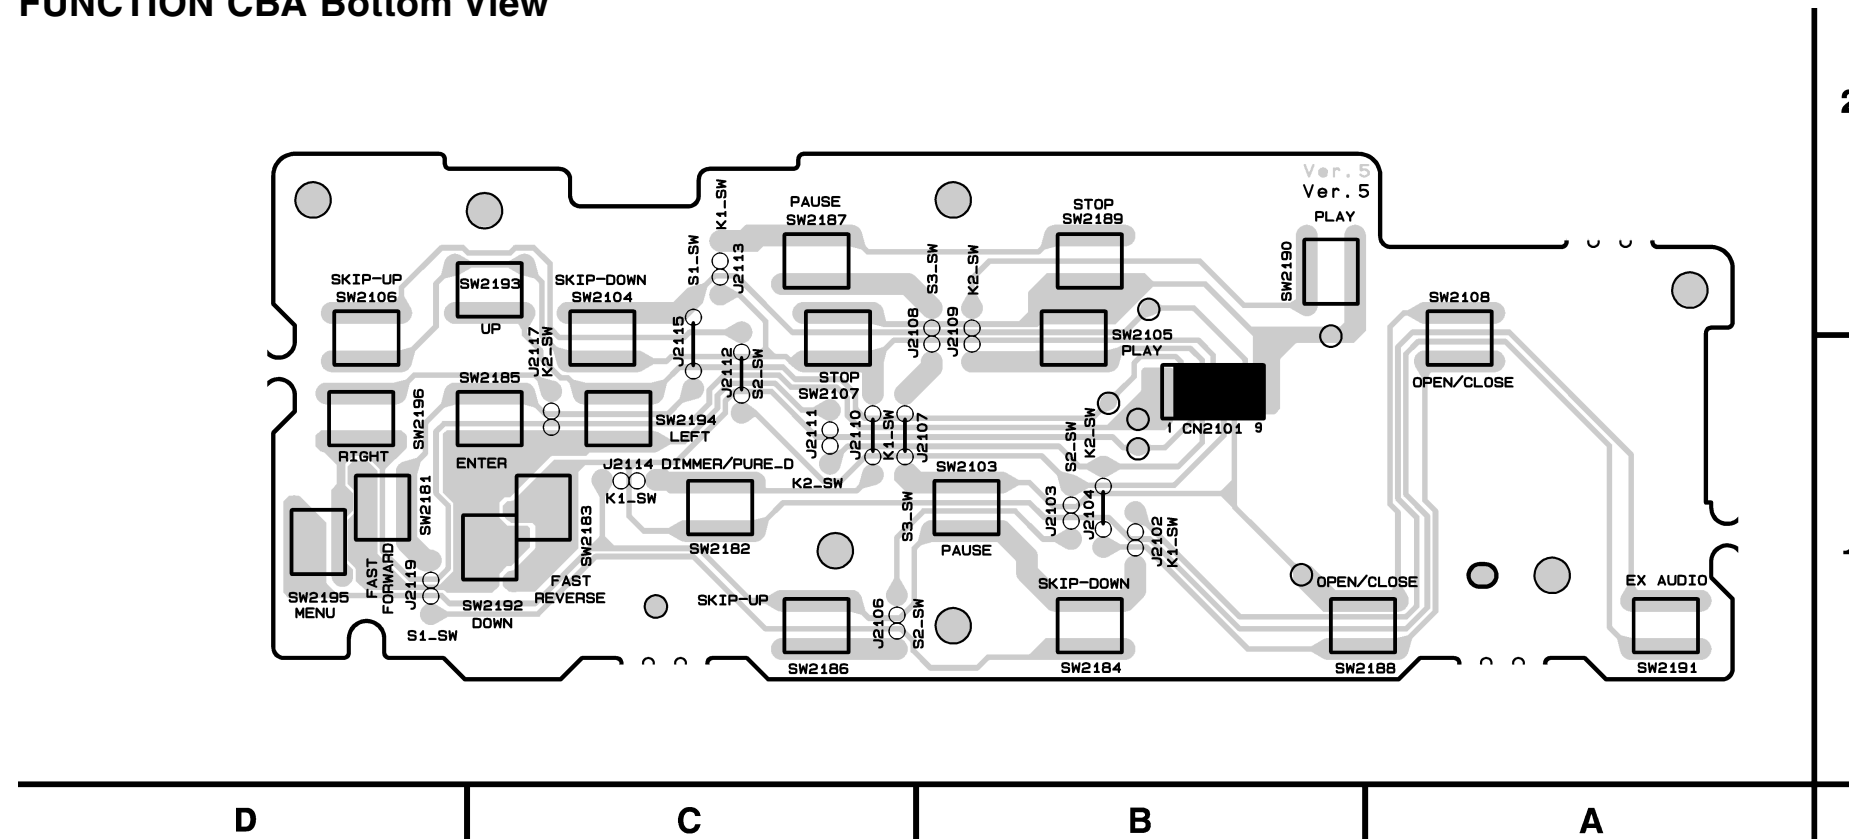 FUNCTION CBA Bottom View
Ver.5
Ver.5
K1_SW
PAUSE
SW2187
STOP
SW2189
PLAY
SW2190
S1_SW
J2113
S3_SW
K2_SW
SKIP-UP
SW2106
SW2193
UP
SKIP-DOWN
SW2104
SW2108
J2117
K2_SW
J2115
J2112
S2_SW
J2108
J2109
SW2105
PLAY
SW2185
STOP
SW2107
OPEN/CLOSE
SW2196
SW2194
LEFT
J2111
J2110
K1_SW
J2107
S2_SW
K2_SW
1 CN2101 9
RIGHT
ENTER
J2114
DIMMER/PURE_D
K1_SW
K2_SW
SW2103
SW2181
SW2183
S3_SW
J2103
J2104
J2102
K1_SW
SW2182
PAUSE
SW2195
MENU
FAST
FORWARD
J2119
SW2192
DOWN
FAST
REVERSE
S1_SW
SKIP-UP
J2106
S2_SW
SKIP-DOWN
OPEN/CLOSE
EX AUDIO
SW2186
SW2184
SW2188
SW2191
2
D
C
B
A